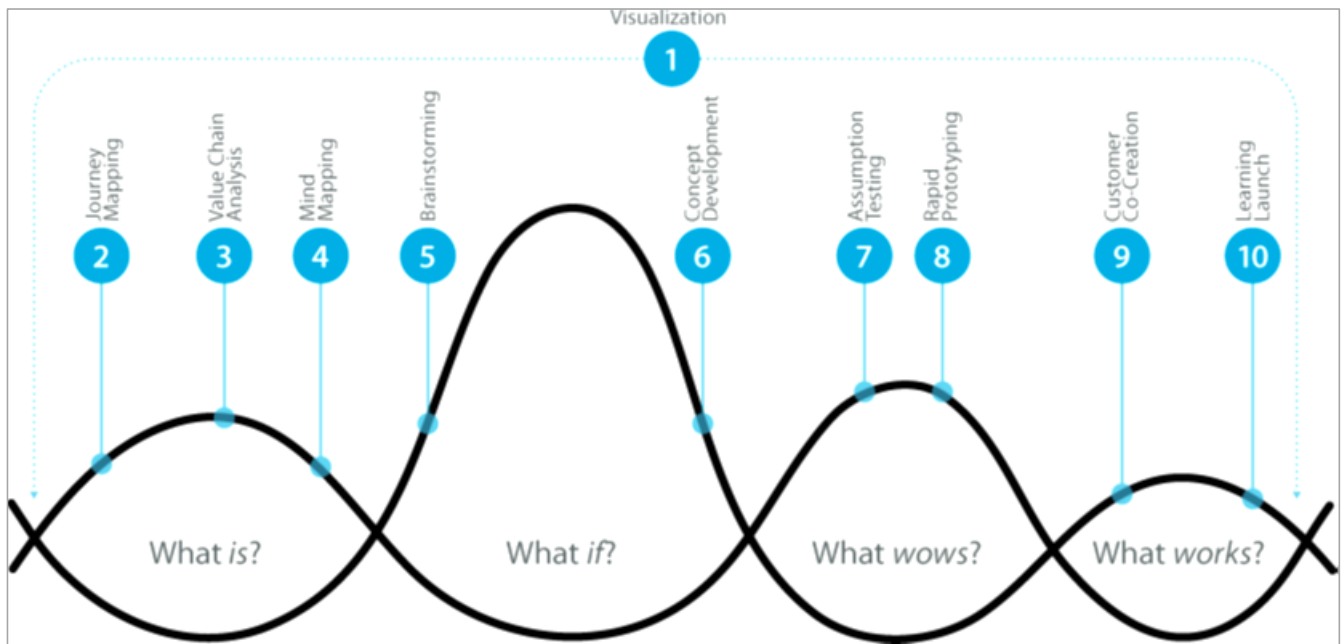 Visualization
1
Journey
Mapping
2
Value Chain
Analysis
3
Mind
Mapping
4
Brainstorming
5
Concept
Development
6
Assumption
Testing
7
Rapid
Prototyping
8
Customer
Co-Creation
9
Learning
Launch
10
What is?
What if?
What wows?
What works?